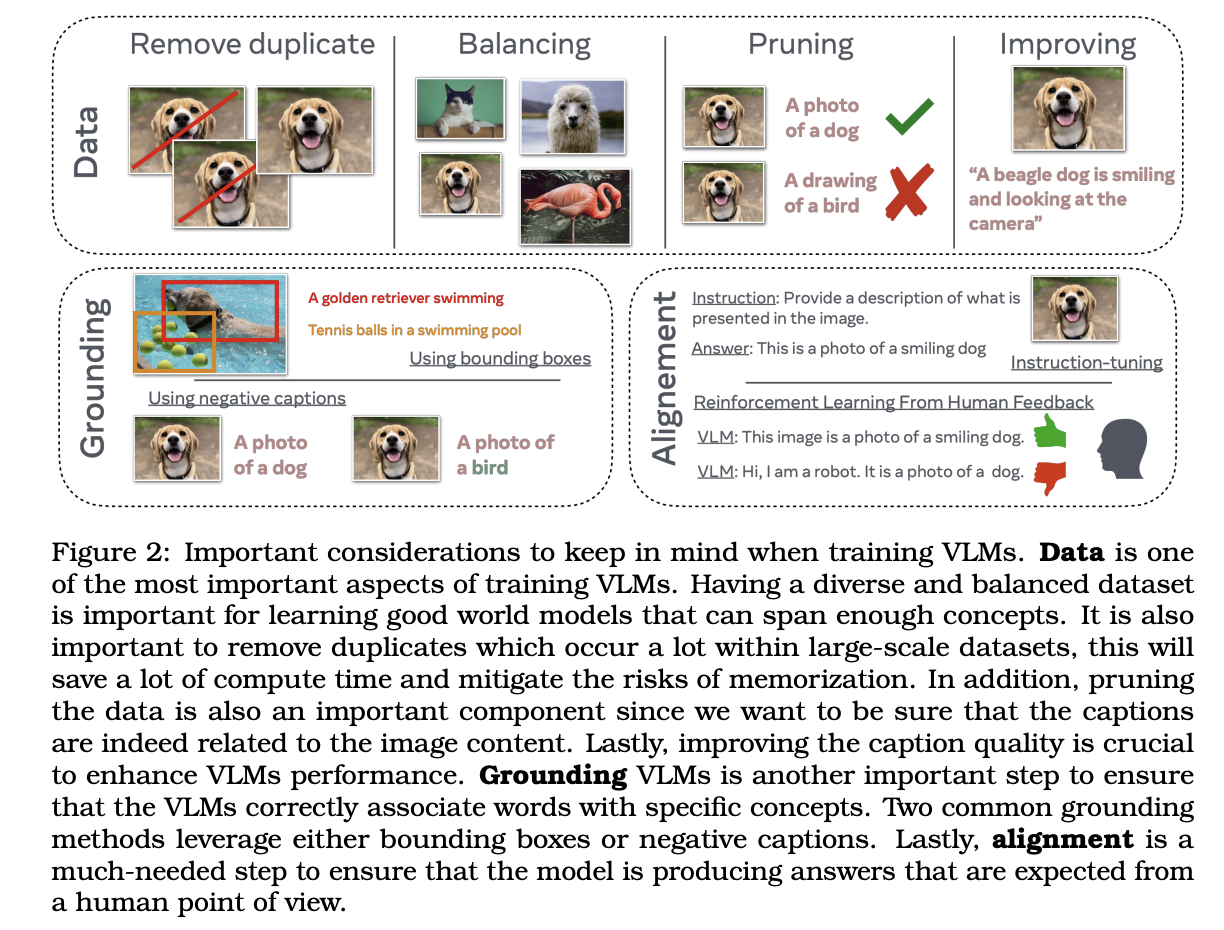 Data
Remove duplicate
Balancing
Pruning
A photo
of a dog
A drawing
of a bird
Improving
“A beagle dog is smiling
and looking at the
camera”
Grounding
A golden retriever swimming
Tennis balls in a swimming pool
Using bounding boxes
Using negative captions
A photo
of a dog
A photo of
a bird
Alignement
Instruction: Provide a description of what is
presented in the image.
Answer: This is a photo of a smiling dog
Instruction-tuning
Reinforcement Learning From Human Feedback
VLM: This image is a photo of a smiling dog.
VLM: Hi, I am a robot. It is a photo of a dog.
Figure 2: Important considerations to keep in mind when training VLMs. Data is one
of the most important aspects of training VLMs. Having a diverse and balanced dataset
is important for learning good world models that can span enough concepts. It is also
important to remove duplicates which occur a lot within large-scale datasets, this will
save a lot of compute time and mitigate the risks of memorization. In addition, pruning
the data is also an important component since we want to be sure that the captions
are indeed related to the image content. Lastly, improving the caption quality is crucial
to enhance VLMs performance. Grounding VLMs is another important step to ensure
that the VLMs correctly associate words with specific concepts. Two common grounding
methods leverage either bounding boxes or negative captions. Lastly, alignment is a
much-needed step to ensure that the model is producing answers that are expected from
a human point of view.